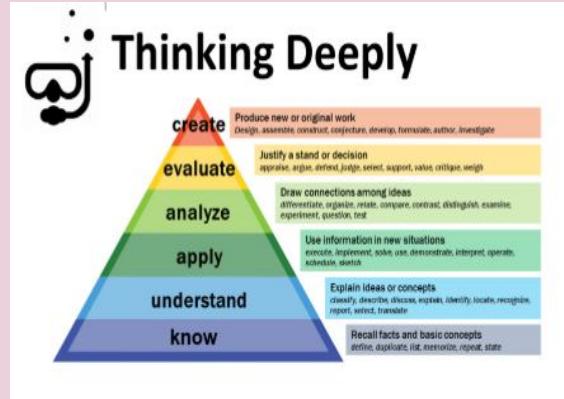 Thinking Deeply
create
Produce new or original work
Design, assemble, construct, conjecture, develop, formulate, author, investigate
evaluate
Justify a stand or decision
appraise, argue, defend, judge, select, support, value, critique, weigh
analyze
Draw connections among ideas
differentiate, organize, relate, compare, contrast, distinguish, examine,
experiment, question, test
apply
Use information in new situations
execute, implement, solve, use, demonstrate, interpret, operate,
schedule, sketch
understand
Explain ideas or concepts
classify, describe, discuss, explain, identify, locate, recognize,
report, select, translate
know
Recall facts and basic concepts
define, duplicate, list, memorize, repeat, state